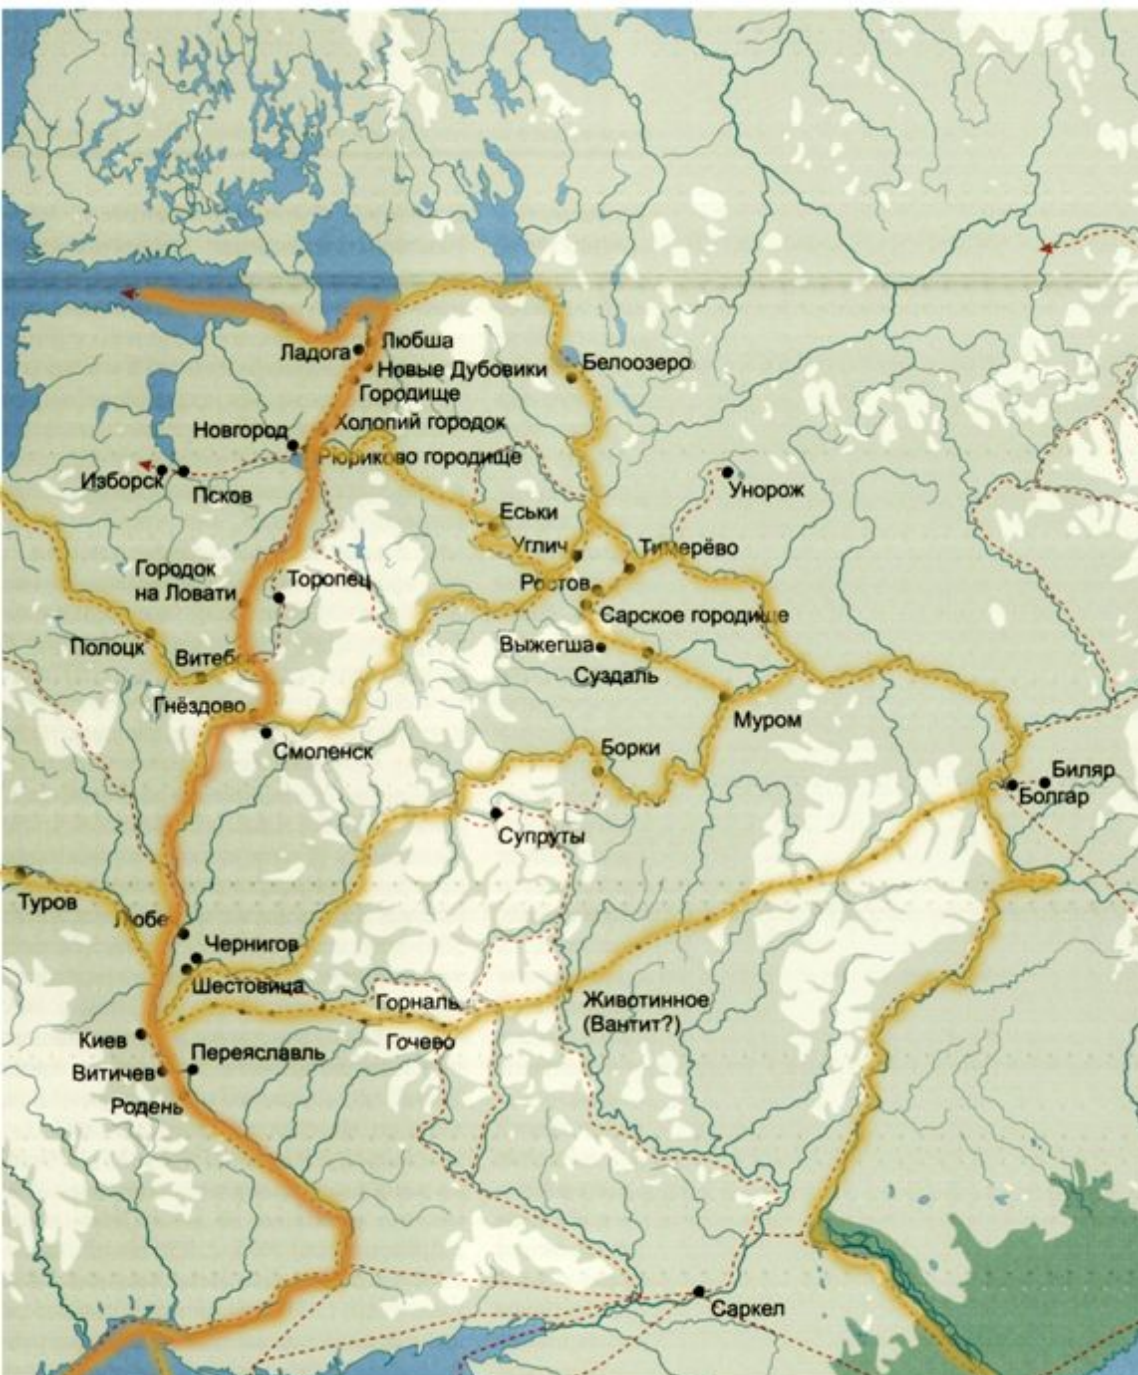 Любша
Ладога
Новые Дубовики
Белоозеро
Городище
Холопий городок
Новгород
Рюриково городище
Изборск
Псков
Унорож
Еськи
Углич
Тимерёво
Городок
на Ловати
Торопец
Ростов
Сарское городище
Полоцк
Витебск
Выжегша
Суздаль
Гнёздово
Муром
Смоленск
Борки
Биляр
Болгар
Супруты
Туров
Любе
Чернигов
Шестовица
Горналь
Животинное
(Вантит?)
Киев
Гочево
Переяславль
Витичев
Родень
Саркел